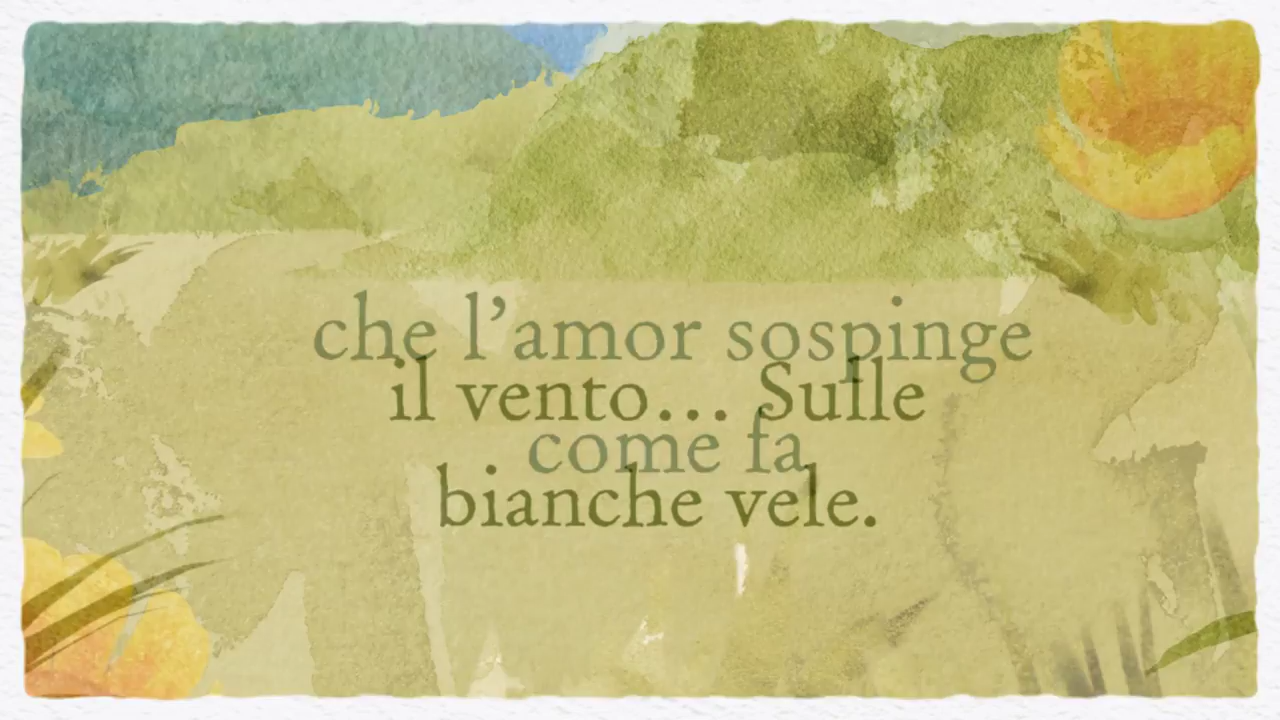 che l’amor sospinge
il vento… Sulle
come fa
bianche vele.